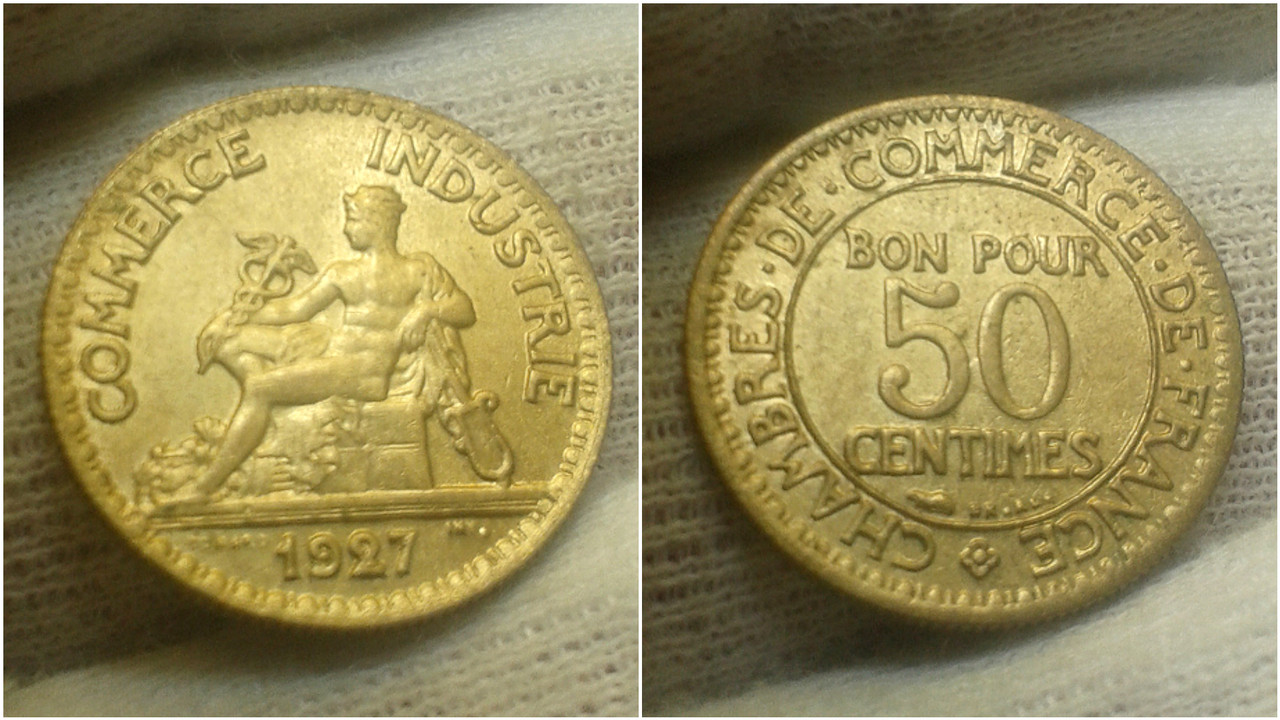 COMMERCE INDUSTRIE
1927
CHAMBRES · DE · COMMERCE · DE · FRANCE
BON POUR
50
CENTIMES